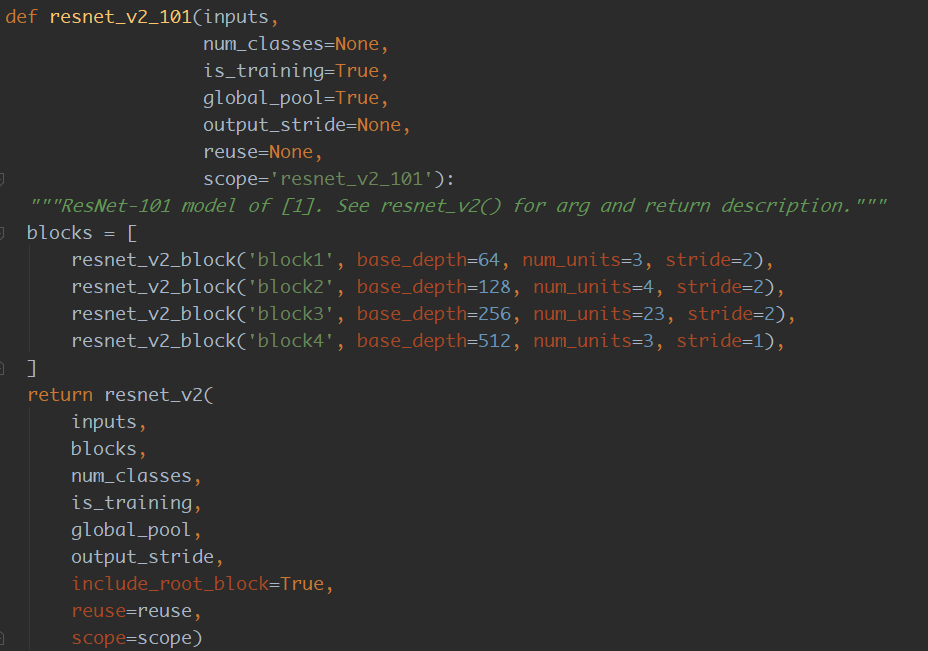 def resnet_v2_101(inputs,
                  num_classes=None,
                  is_training=True,
                  global_pool=True,
                  output_stride=None,
                  reuse=None,
                  scope='resnet_v2_101'):
  """ResNet-101 model of [1]. See resnet_v2() for arg and return description."""
  blocks = [
      resnet_v2_block('block1', base_depth=64, num_units=3, stride=2),
      resnet_v2_block('block2', base_depth=128, num_units=4, stride=2),
      resnet_v2_block('block3', base_depth=256, num_units=23, stride=2),
      resnet_v2_block('block4', base_depth=512, num_units=3, stride=1),
  ]
  return resnet_v2(
      inputs,
      blocks,
      num_classes,
      is_training,
      global_pool,
      output_stride,
      include_root_block=True,
      reuse=reuse,
      scope=scope)